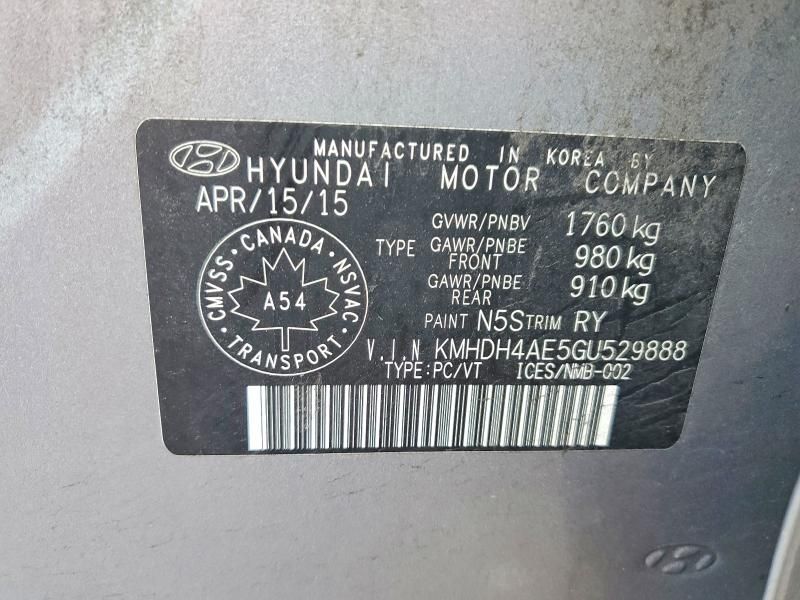 MANUFACTURED IN KOREA BY
HYUNDAI MOTOR COMPANY
APR/15/15
GVWR/PNBV 1760 kg
TYPE GAWR/PNBE FRONT 980 kg
GAWR/PNBE REAR 910 kg
PAINT N5S TRIM RY
V.I.N KMHDH4AE5GU529888
TYPE:PC/VT ICES/NMB-002
CMVSS · CANADA · NSVAC · TRANSPORT ·
A54